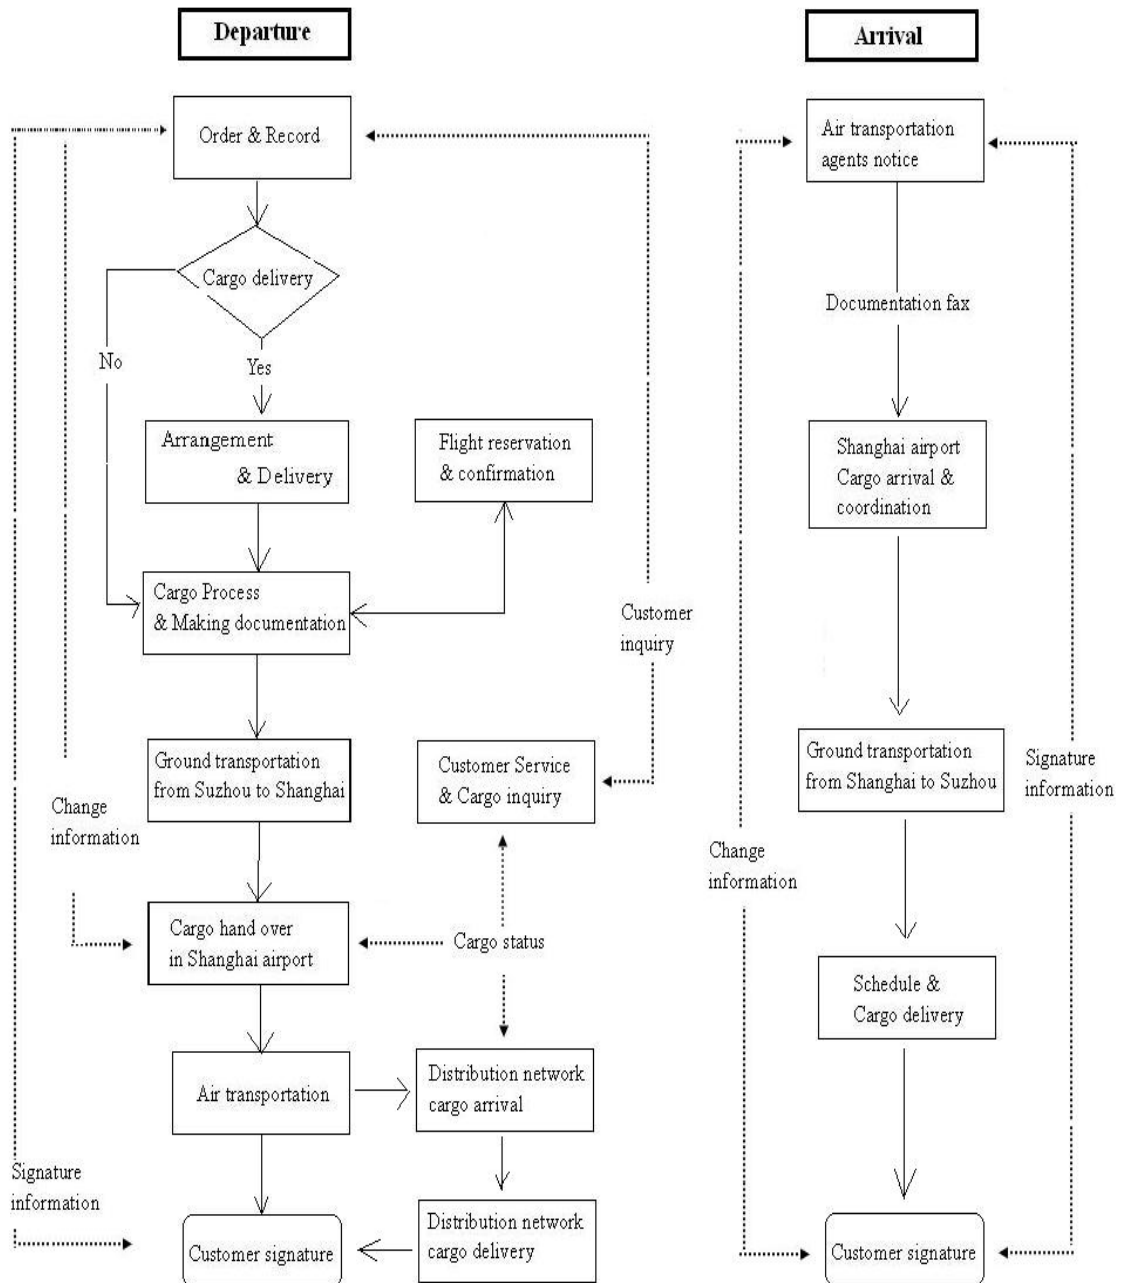 Departure
Order & Record
Cargo delivery
No
Yes
Arrangement
& Delivery
Flight reservation
& confirmation
Cargo Process
& Making documentation
Customer
inquiry
Ground transportation
from Suzhou to Shanghai
Customer Service
& Cargo inquiry
Change
information
Cargo hand over
in Shanghai airport
Cargo status
Air transportation
Distribution network
cargo arrival
Signature
information
Customer signature
Distribution network
cargo delivery
Arrival
Air transportation
agents notice
Documentation fax
Shanghai airport
Cargo arrival &
coordination
Ground transportation
from Shanghai to Suzhou
Signature
information
Change
information
Schedule &
Cargo delivery
Customer signature